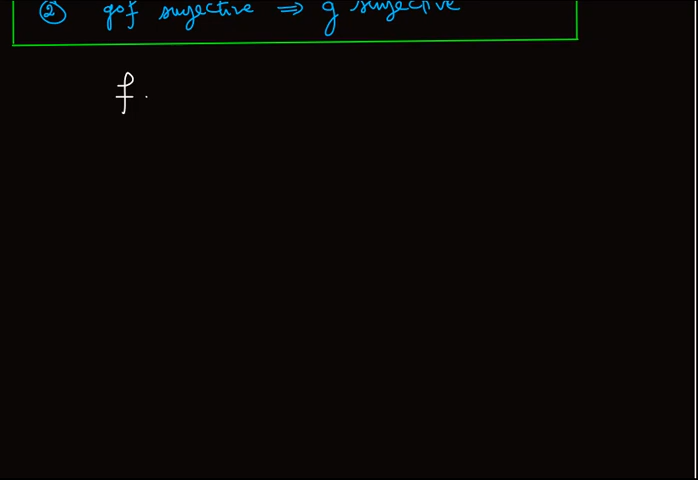 ② gof surjective ⇒ g surjective
f .